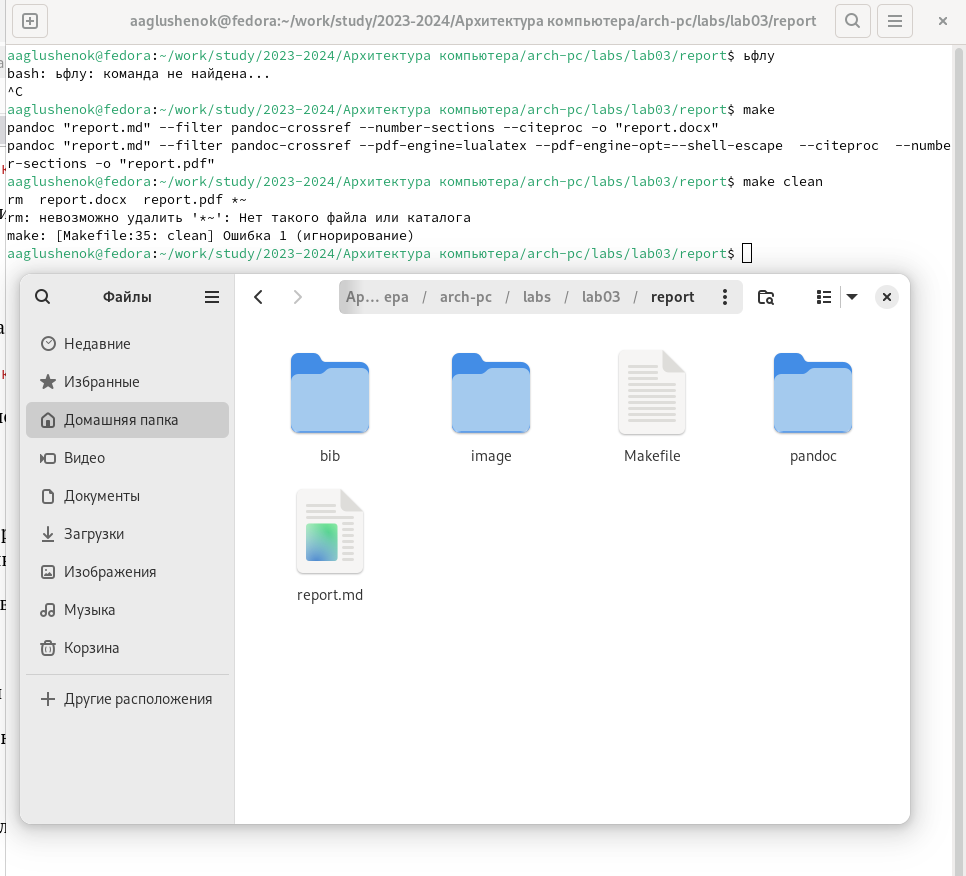 aaglushenok@fedora:~/work/study/2023-2024/Архитектура компьютера/arch-pc/labs/lab03/report
aaglushenok@fedora:~/work/study/2023-2024/Архитектура компьютера/arch-pc/labs/lab03/report$ ьфлу
bash: ьфлу: команда не найдена...
^C
aaglushenok@fedora:~/work/study/2023-2024/Архитектура компьютера/arch-pc/labs/lab03/report$ make
pandoc "report.md" --filter pandoc-crossref --number-sections --citeproc -o "report.docx"
pandoc "report.md" --filter pandoc-crossref --pdf-engine=lualatex --pdf-engine-opt=--shell-escape  --citeproc  --numbe
r-sections -o "report.pdf"
aaglushenok@fedora:~/work/study/2023-2024/Архитектура компьютера/arch-pc/labs/lab03/report$ make clean
rm  report.docx  report.pdf *~
rm: невозможно удалить '*~': Нет такого файла или каталога
make: [Makefile:35: clean] Ошибка 1 (игнорирование)
aaglushenok@fedora:~/work/study/2023-2024/Архитектура компьютера/arch-pc/labs/lab03/report$
Файлы
Ар… ера / arch-pc / labs / lab03 / report
Недавние
Избранные
Домашняя папка
Видео
Документы
Загрузки
Изображения
Музыка
Корзина
Другие расположения
bib
image
Makefile
pandoc
report.md